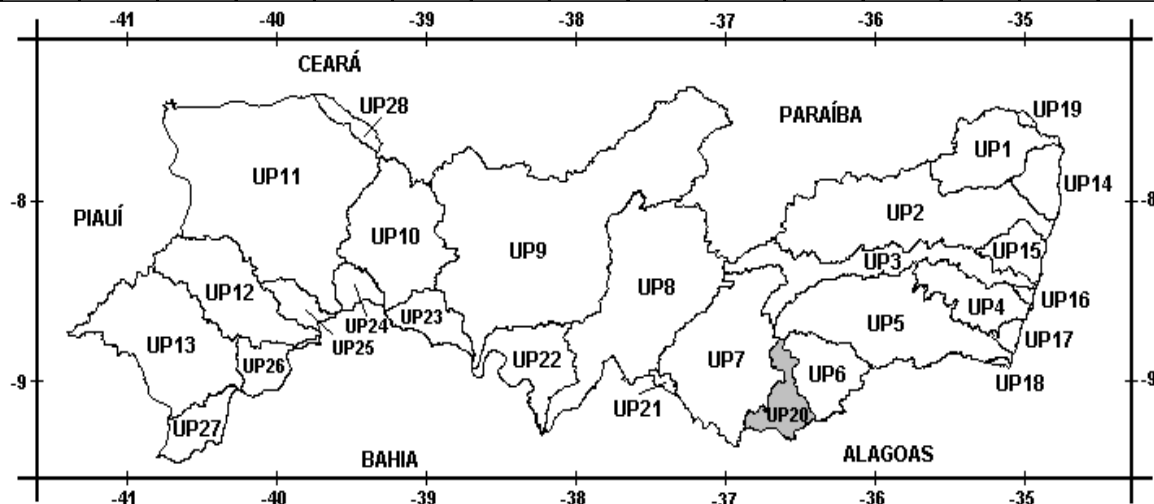 -41 -40 -39 -38 -37 -36 -35
CEARÁ
UP28
PARAÍBA
UP19
UP1
UP11
UP14
-8 -8
PIAUÍ
UP2
UP10
UP9
UP15
UP3
UP12
UP8
UP16
UP4
UP23
UP5
UP24
UP13
UP25
UP17
UP26
UP22
UP7
UP6
UP18
-9 -9
UP21
UP20
UP27
BAHIA
ALAGOAS
-41 -40 -39 -38 -37 -36 -35